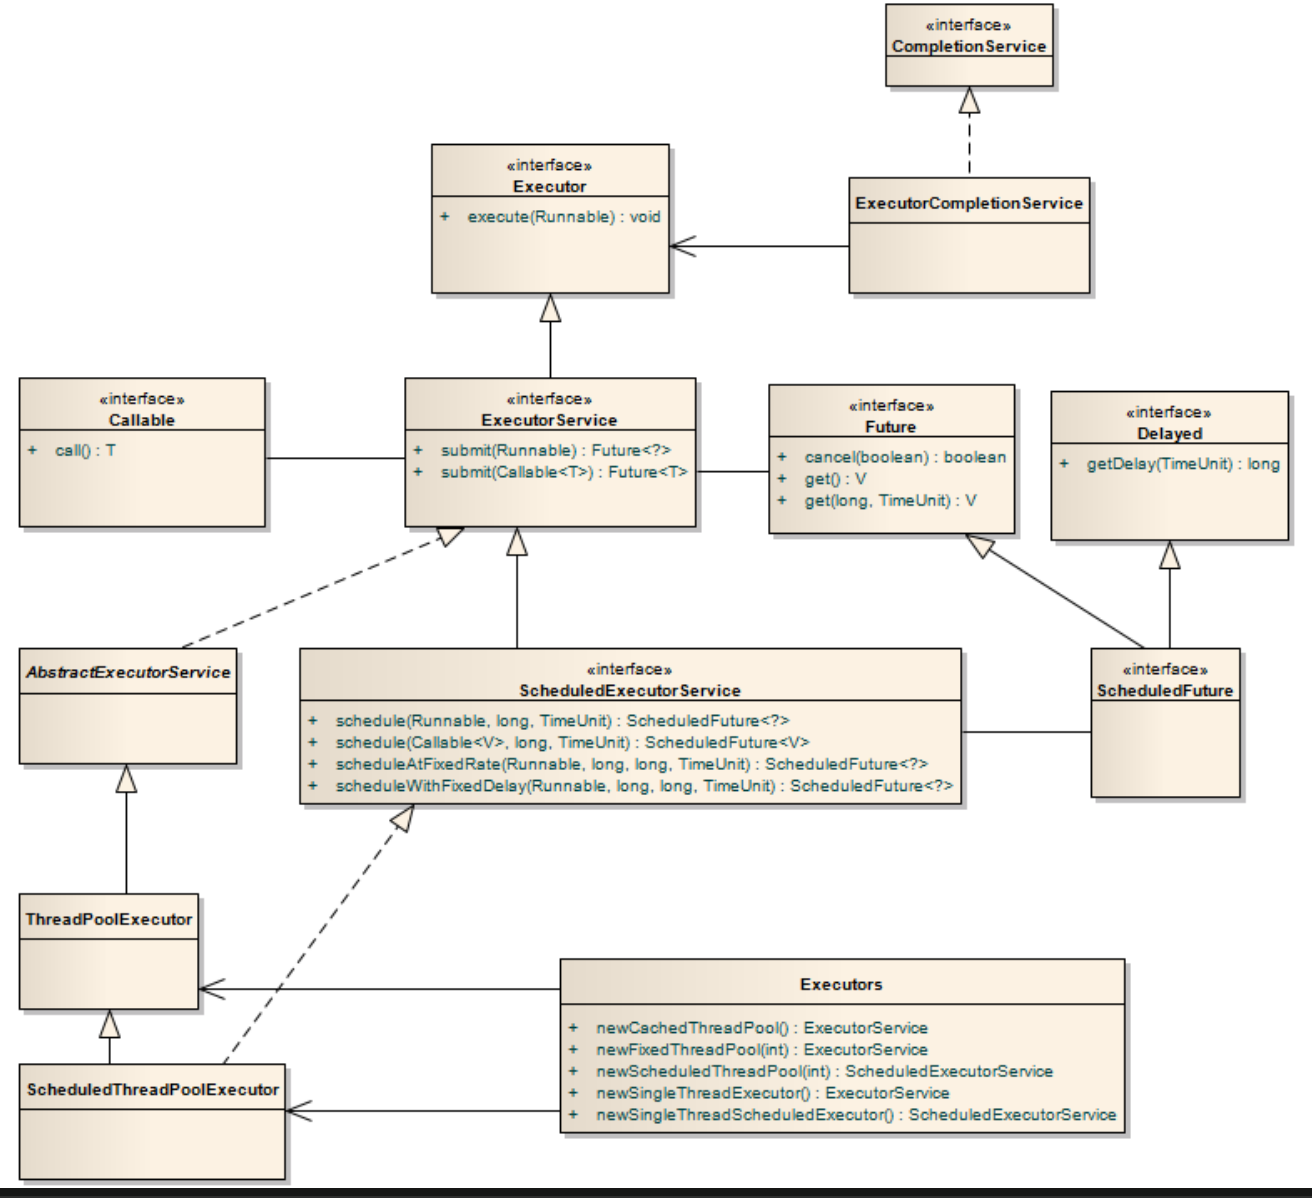 «interface»
CompletionService
«interface»
Executor
+ execute(Runnable) : void
ExecutorCompletionService
«interface»
Callable
+ call() : T
«interface»
ExecutorService
+ submit(Runnable) : Future<?>
+ submit(Callable<T>) : Future<T>
«interface»
Future
+ cancel(boolean) : boolean
+ get() : V
+ get(long, TimeUnit) : V
«interface»
Delayed
+ getDelay(TimeUnit) : long
AbstractExecutorService
«interface»
ScheduledExecutorService
+ schedule(Runnable, long, TimeUnit) : ScheduledFuture<?>
+ schedule(Callable<V>, long, TimeUnit) : ScheduledFuture<V>
+ scheduleAtFixedRate(Runnable, long, long, TimeUnit) : ScheduledFuture<?>
+ scheduleWithFixedDelay(Runnable, long, long, TimeUnit) : ScheduledFuture<?>
«interface»
ScheduledFuture
ThreadPoolExecutor
Executors
+ newCachedThreadPool() : ExecutorService
+ newFixedThreadPool(int) : ExecutorService
+ newScheduledThreadPool(int) : ScheduledExecutorService
+ newSingleThreadExecutor() : ExecutorService
+ newSingleThreadScheduledExecutor() : ScheduledExecutorService
ScheduledThreadPoolExecutor